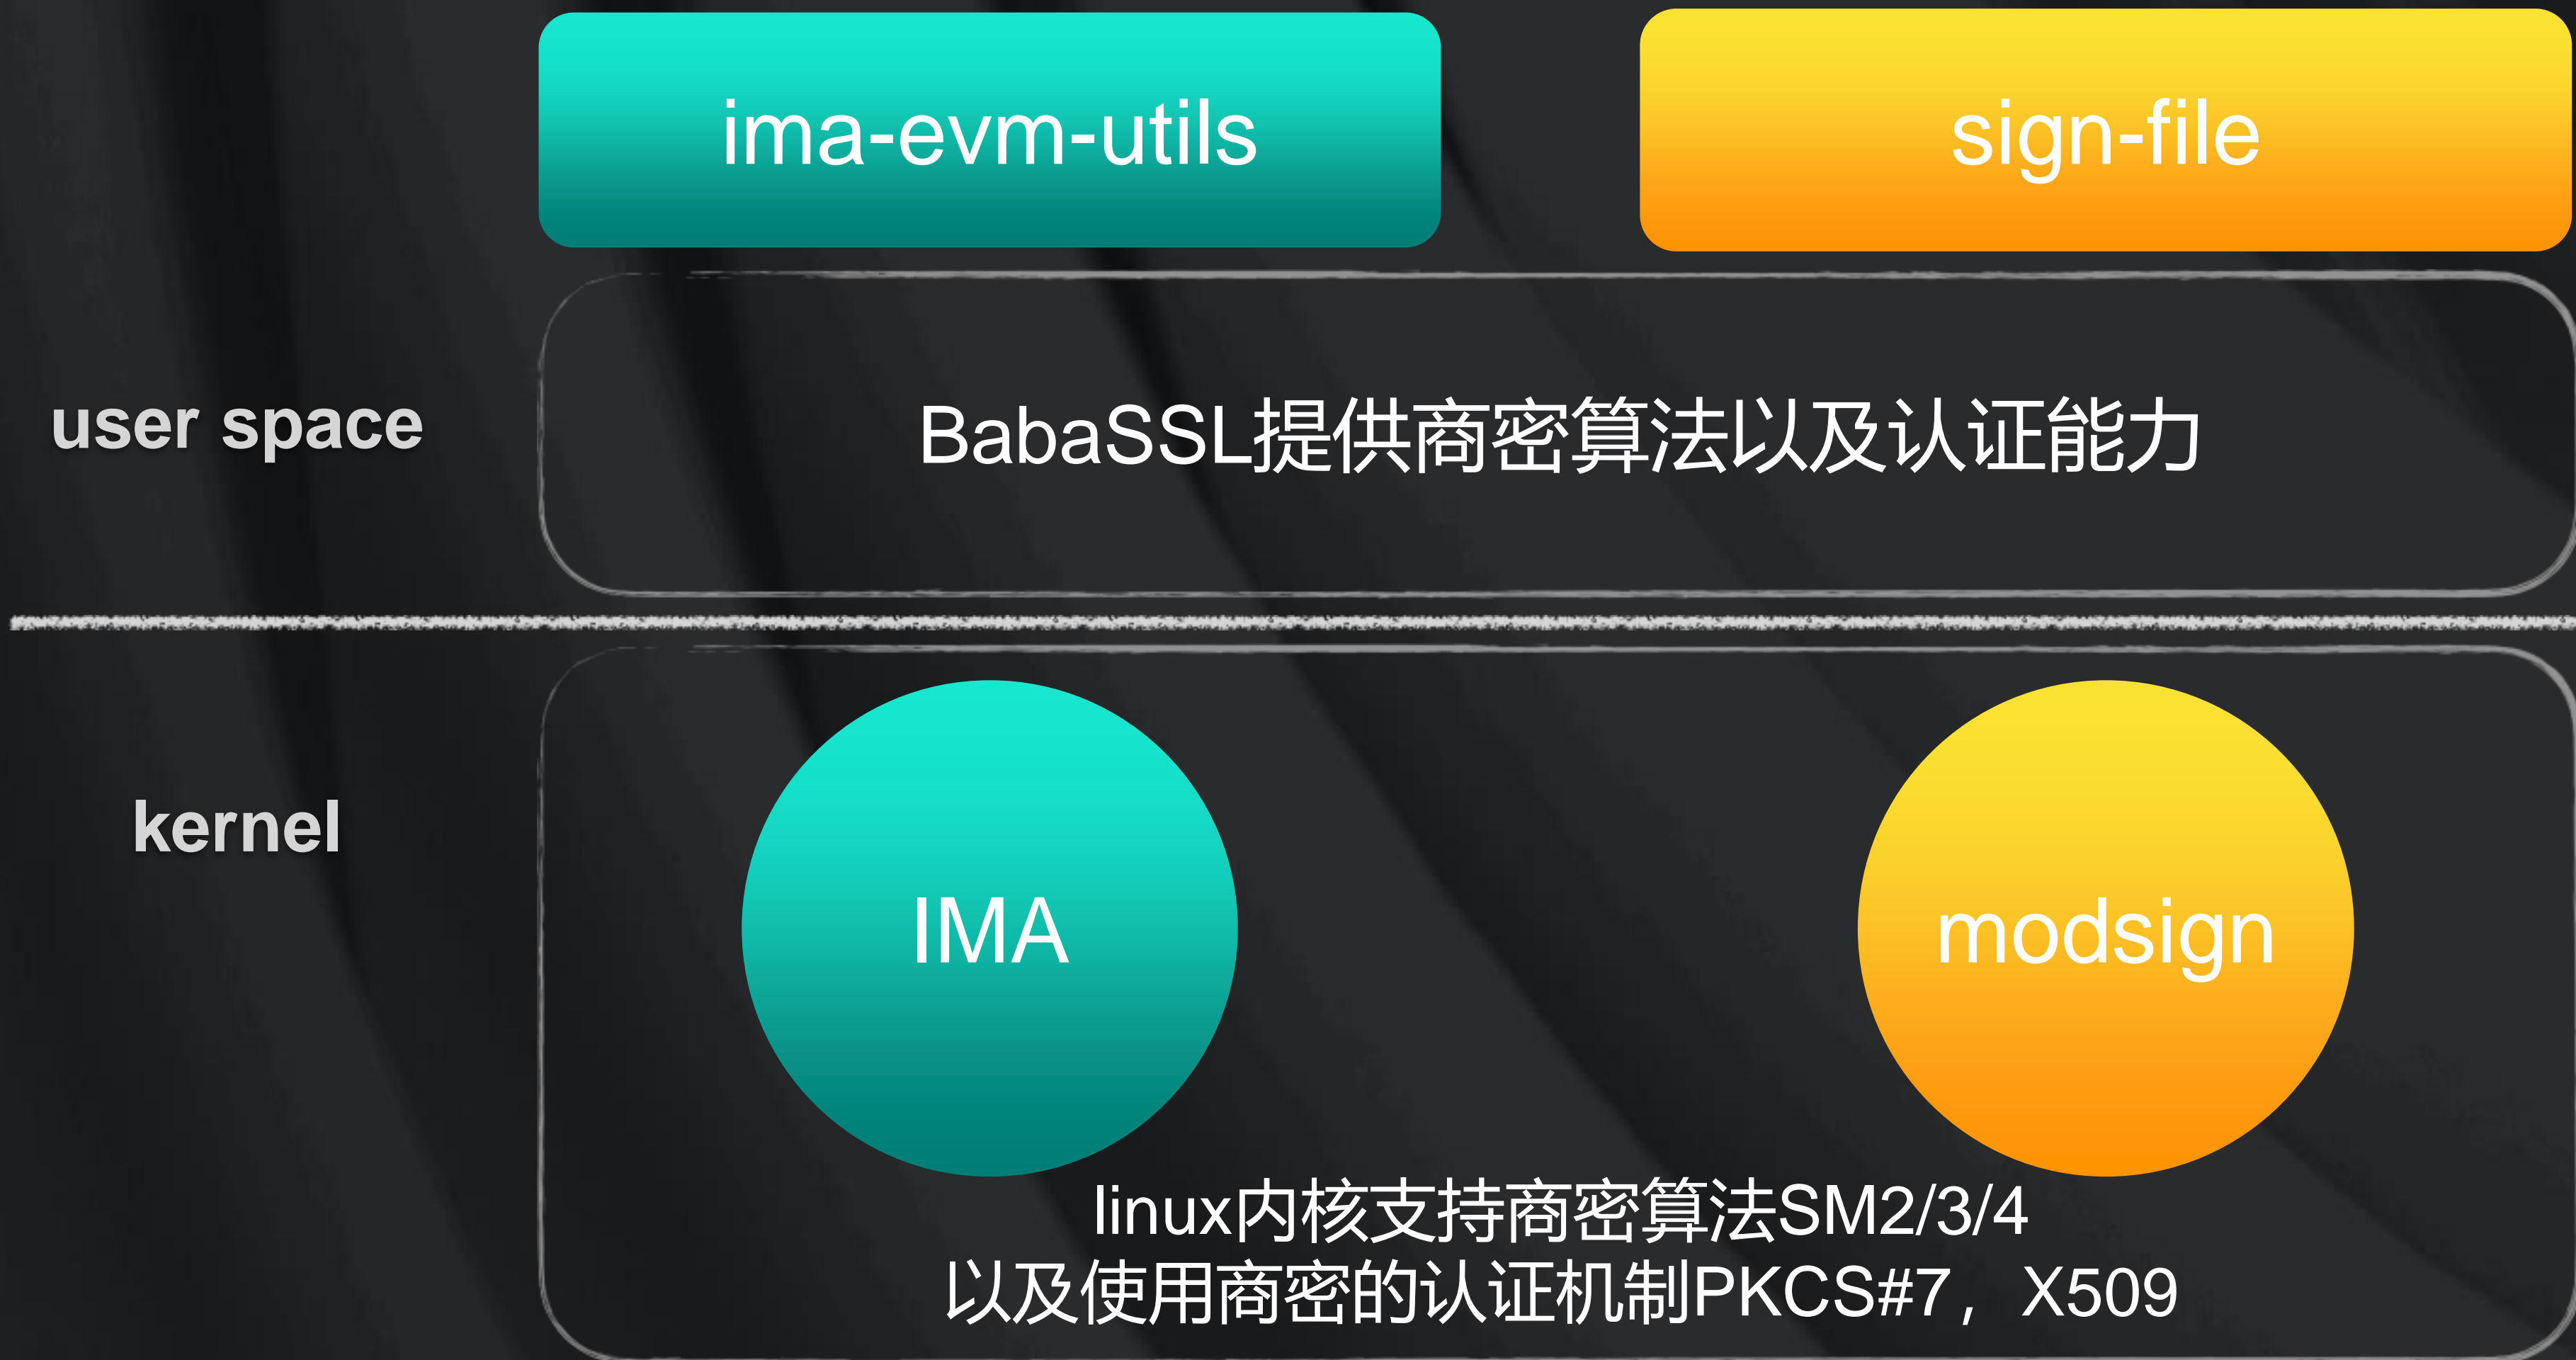 ima-evm-utils
sign-file
user space
BabaSSL提供商密算法以及认证能力
kernel
IMA
modsign
linux内核支持商密算法SM2/3/4
以及使用商密的认证机制PKCS#7，X509